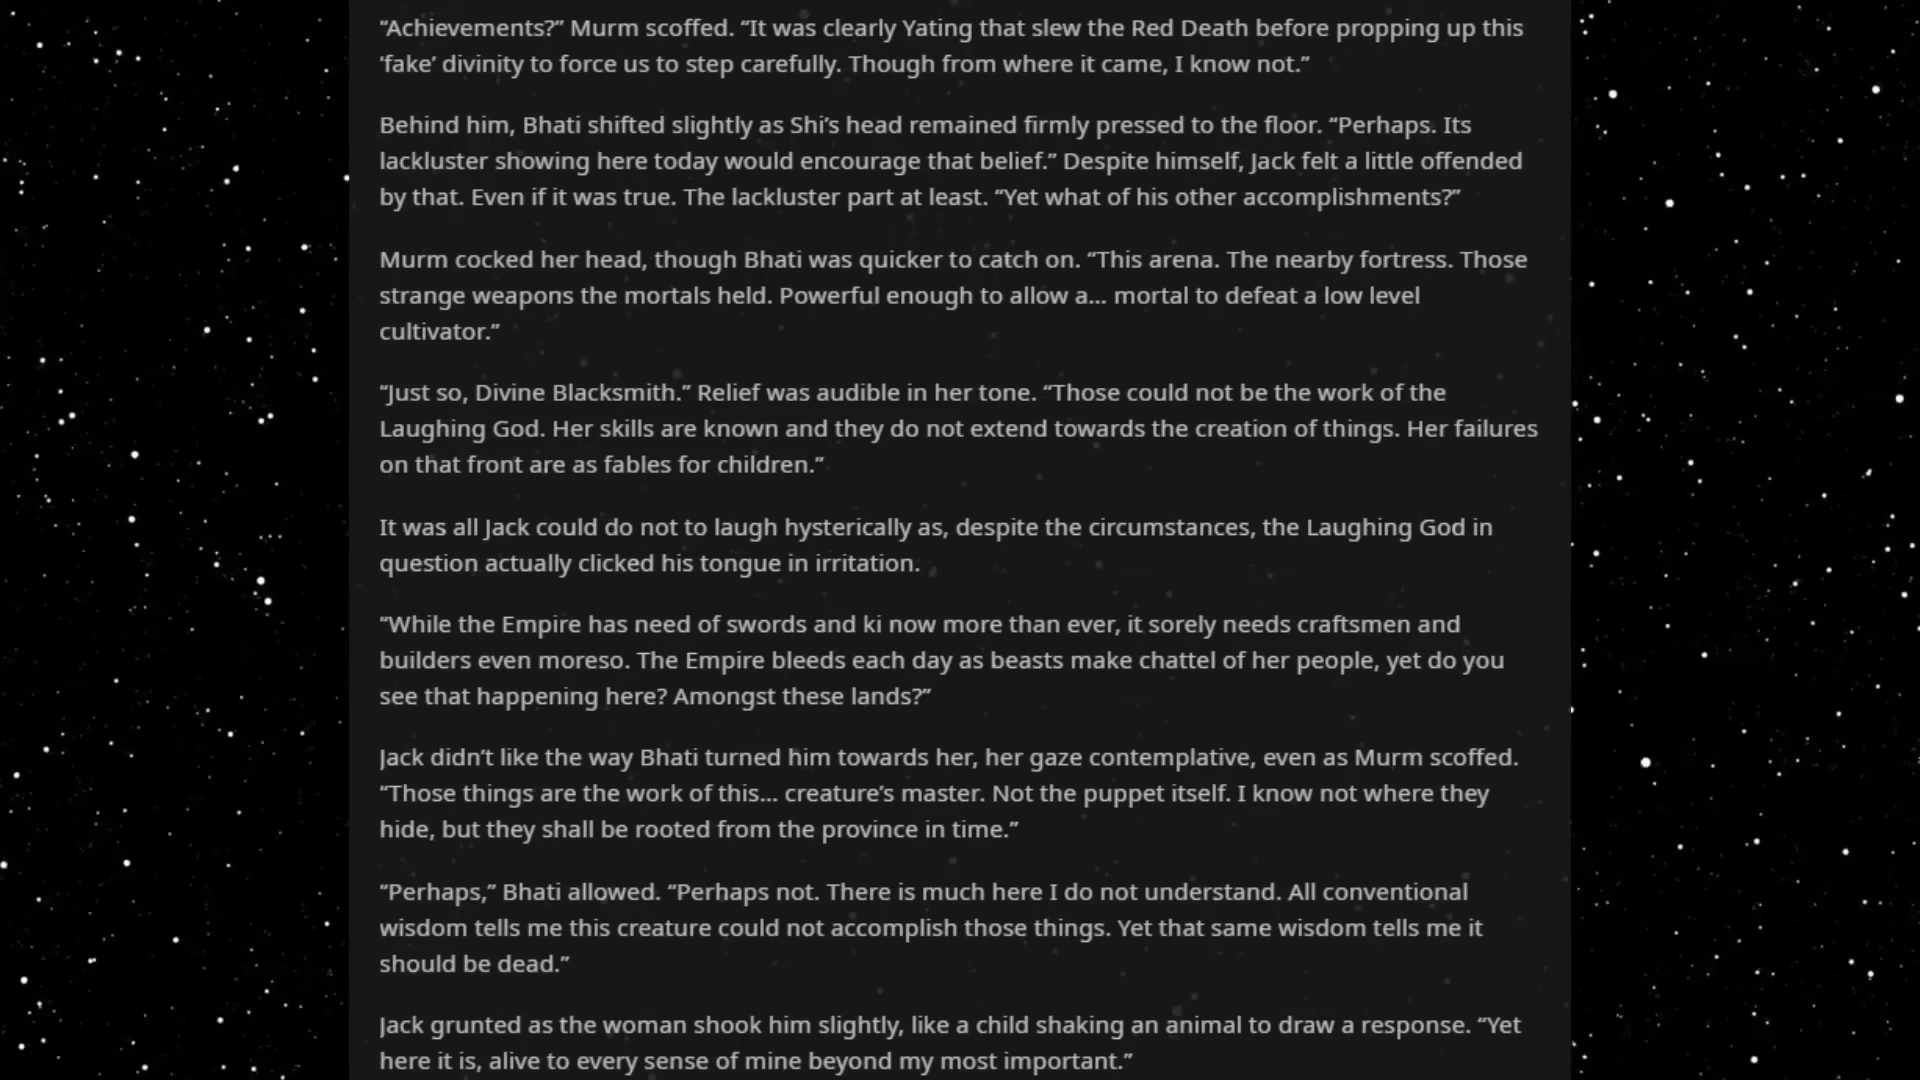 “Achievements?” Murm scoffed. “It was clearly Yating that slew the Red Death before propping up this
‘fake’ divinity to force us to step carefully. Though from where it came, I know not.”
Behind him, Bhati shifted slightly as Shi’s head remained firmly pressed to the floor. “Perhaps. Its
lackluster showing here today would encourage that belief.” Despite himself, Jack felt a little offended
by that. Even if it was true. The lackluster part at least. “Yet what of his other accomplishments?”
Murm cocked her head, though Bhati was quicker to catch on. “This arena. The nearby fortress. Those
strange weapons the mortals held. Powerful enough to allow a... mortal to defeat a low level
cultivator.”
“Just so, Divine Blacksmith.” Relief was audible in her tone. “Those could not be the work of the
Laughing God. Her skills are known and they do not extend towards the creation of things. Her failures
on that front are as fables for children.”
It was all Jack could do not to laugh hysterically as, despite the circumstances, the Laughing God in
question actually clicked his tongue in irritation.
“While the Empire has need of swords and ki now more than ever, it sorely needs craftsmen and
builders even moreso. The Empire bleeds each day as beasts make chattel of her people, yet do you
see that happening here? Amongst these lands?”
Jack didn’t like the way Bhati turned him towards her, her gaze contemplative, even as Murm scoffed.
“Those things are the work of this... creature’s master. Not the puppet itself. I know not where they
hide, but they shall be rooted from the province in time.”
“Perhaps,” Bhati allowed. “Perhaps not. There is much here I do not understand. All conventional
wisdom tells me this creature could not accomplish those things. Yet that same wisdom tells me it
should be dead.”
Jack grunted as the woman shook him slightly, like a child shaking an animal to draw a response. “Yet
here it is, alive to every sense of mine beyond my most important.”